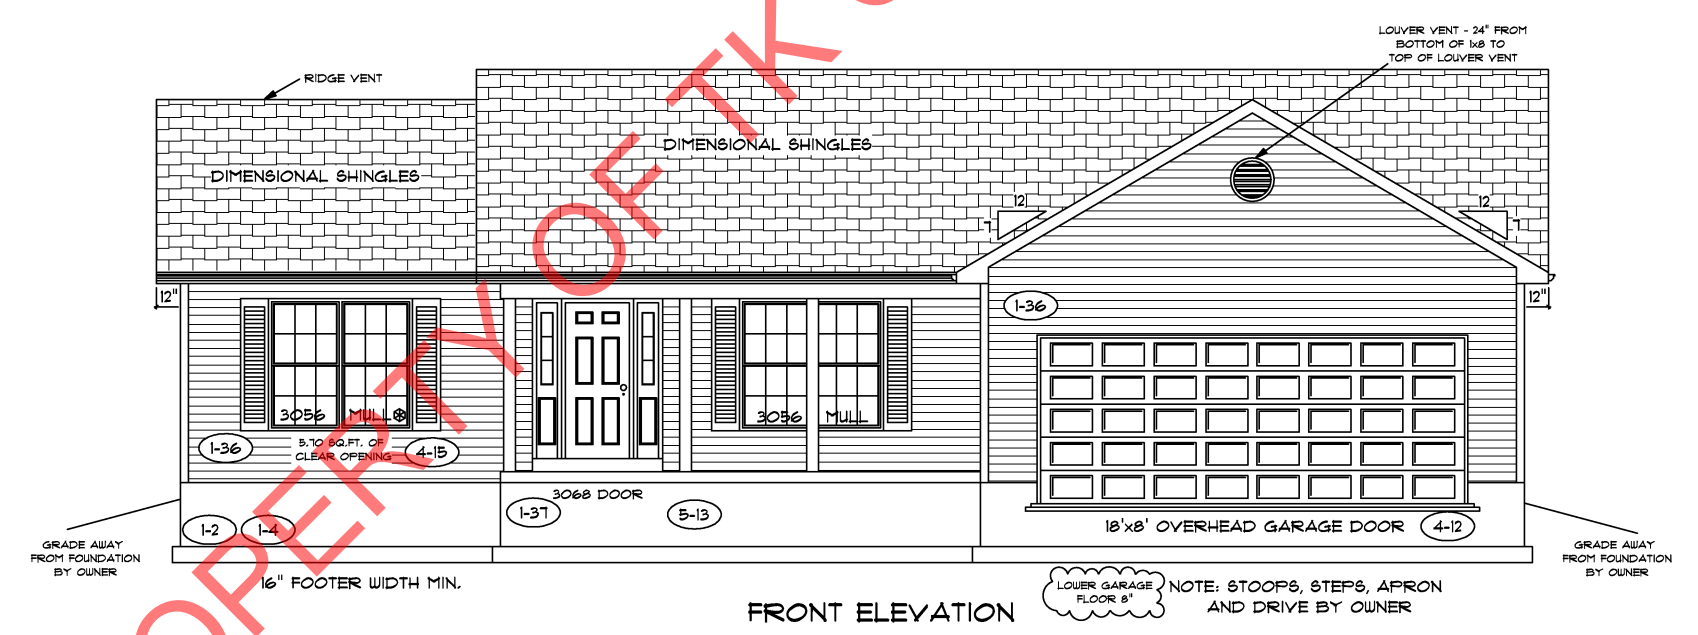 LOUVER VENT - 24" FROM
BOTTOM OF 1x8 TO
TOP OF LOUVER VENT
RIDGE VENT
DIMENSIONAL SHINGLES
DIMENSIONAL SHINGLES
12
7
12
7
12"
12"
1-36
3056 MULL
3056 MULL
5.70 SQ.FT. OF
CLEAR OPENING
1-36
4-15
3068 DOOR
1-37
5-13
1-2
1-4
18'x8' OVERHEAD GARAGE DOOR
4-12
GRADE AWAY
FROM FOUNDATION
BY OWNER
GRADE AWAY
FROM FOUNDATION
BY OWNER
16" FOOTER WIDTH MIN.
LOWER GARAGE
FLOOR 8"
NOTE: STOOPS, STEPS, APRON
AND DRIVE BY OWNER
FRONT ELEVATION
OPERTY OF TK